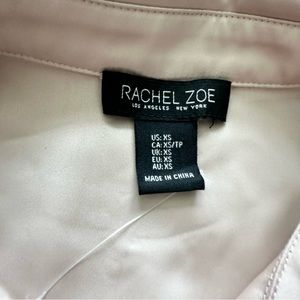 RACHEL ZOE
LOS ANGELES NEW YORK
US: XS
CA: XS/TP
UK: XS
EU: XS
AU: XS
MADE IN CHINA